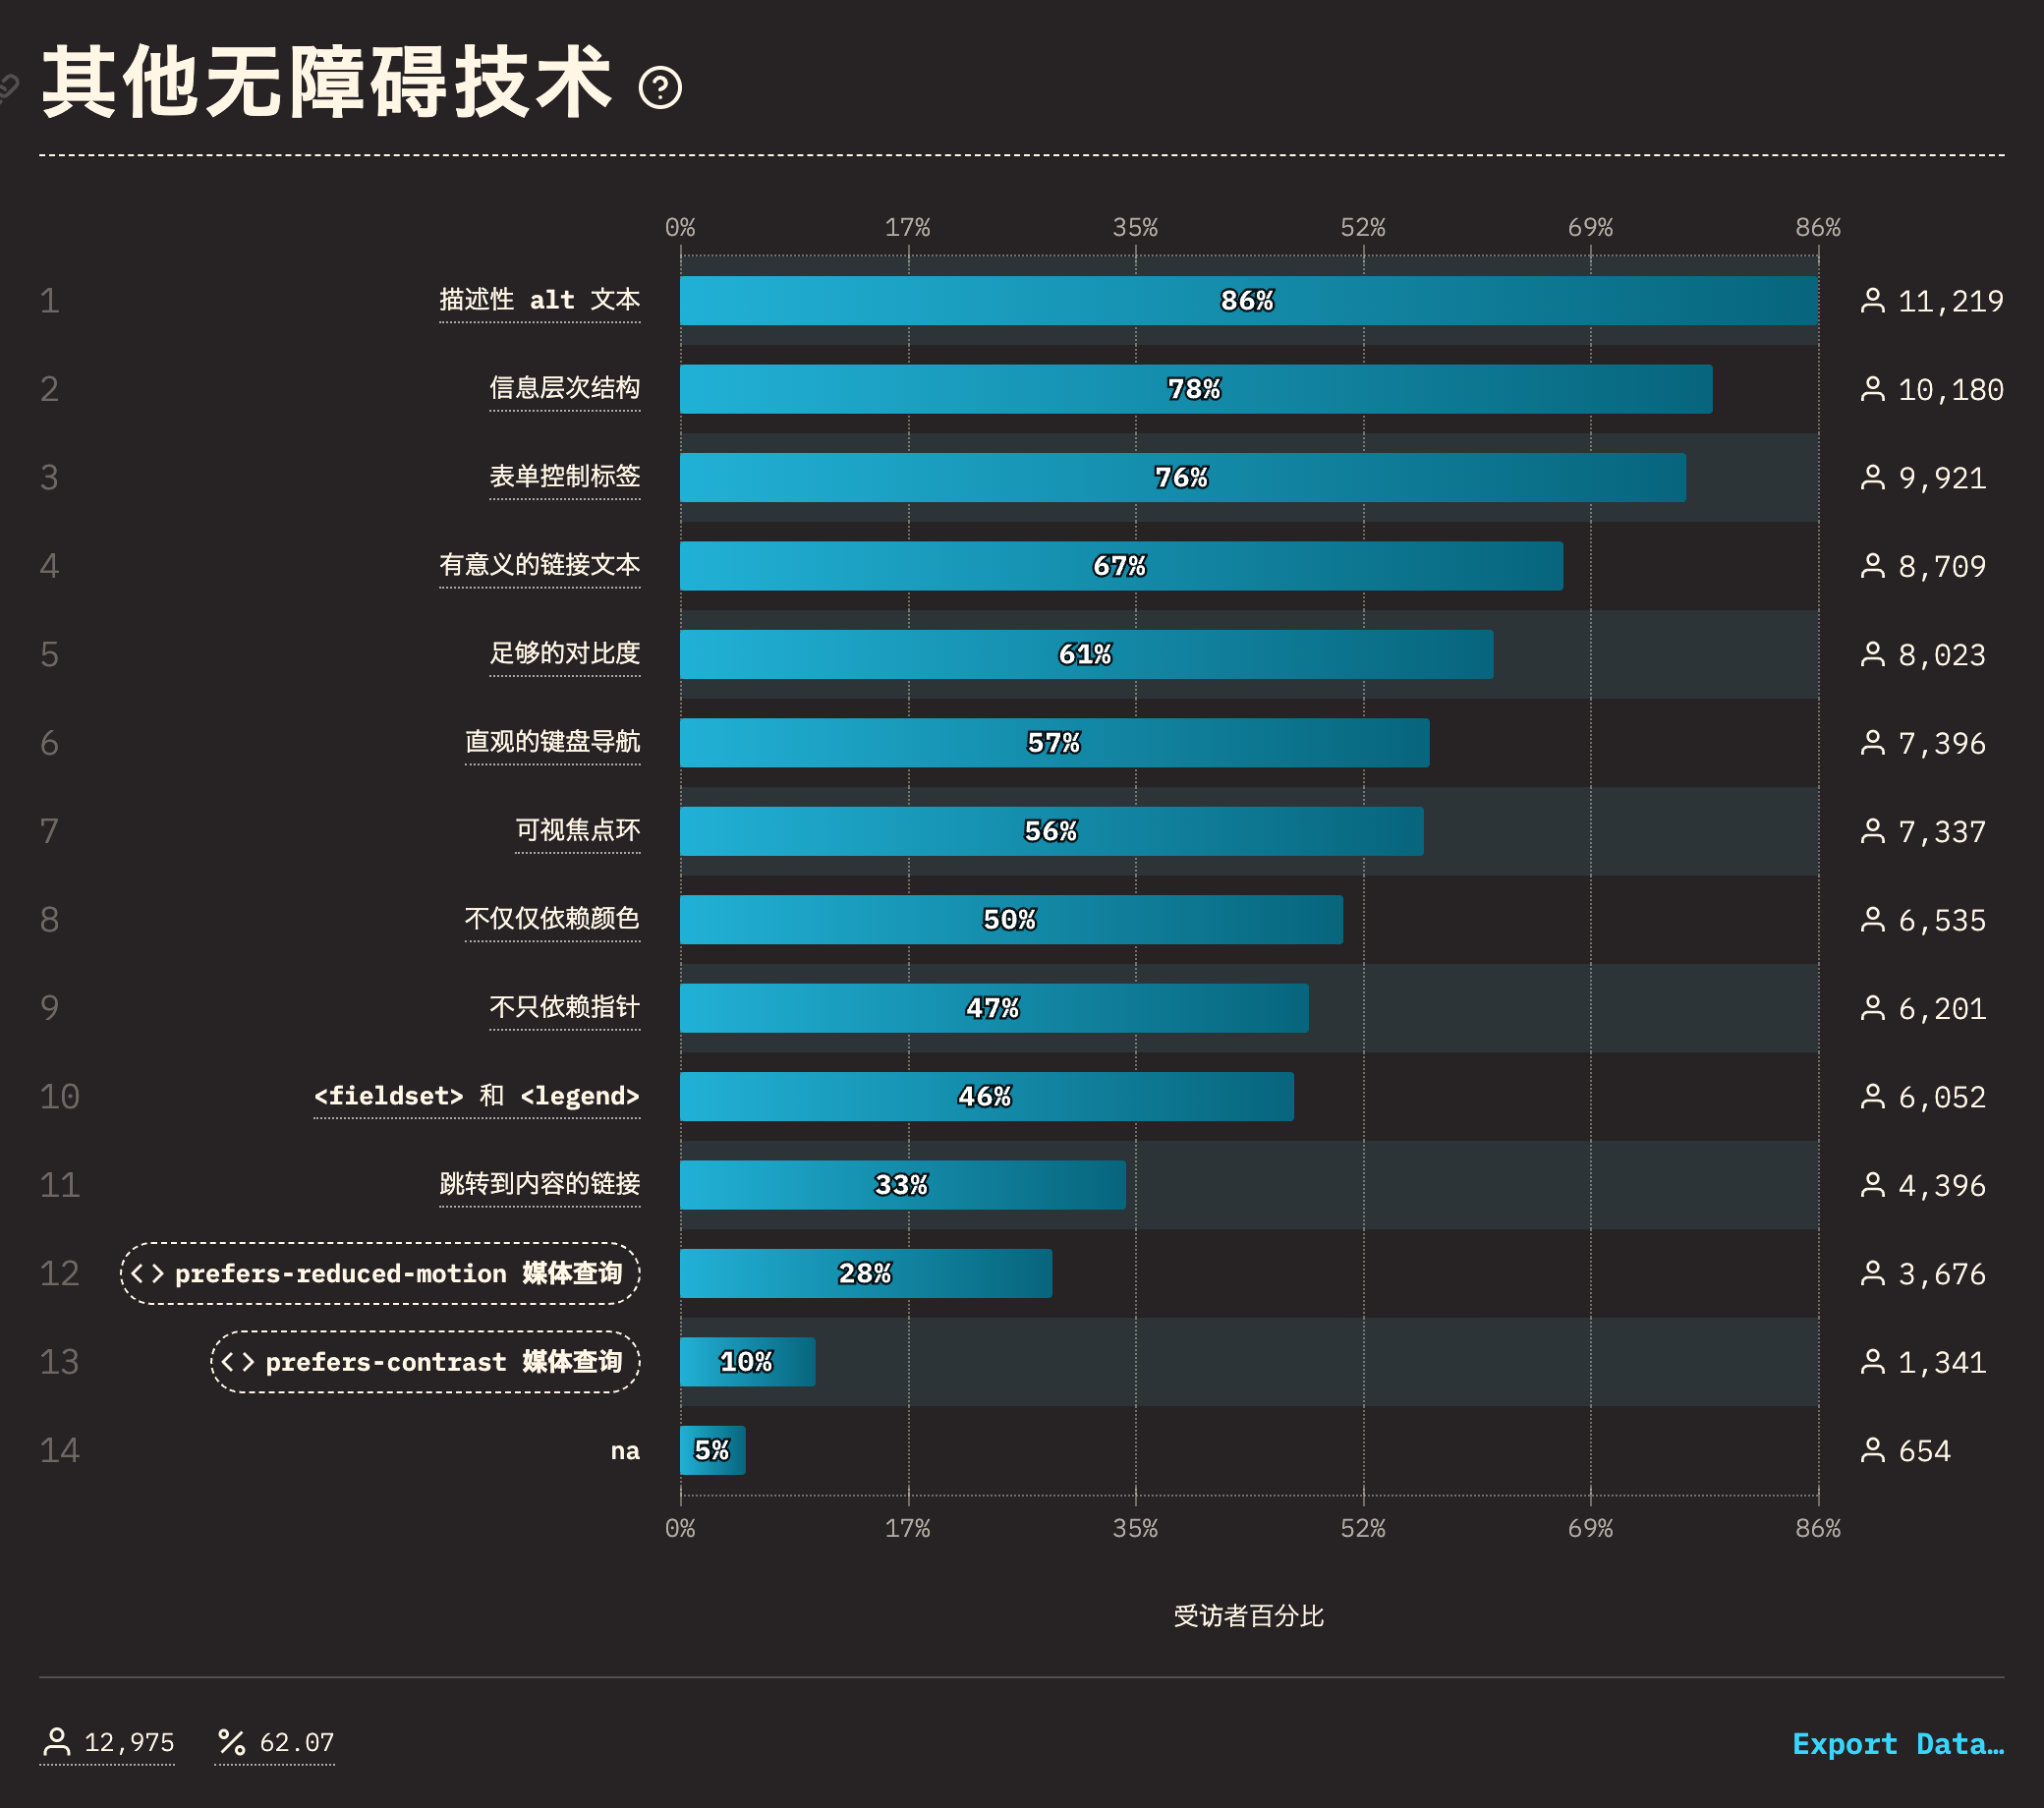 其他无障碍技术
0% 17% 35% 52% 69% 86%
1 描述性 alt 文本 86% 11,219
2 信息层次结构 78% 10,180
3 表单控制标签 76% 9,921
4 有意义的链接文本 67% 8,709
5 足够的对比度 61% 8,023
6 直观的键盘导航 57% 7,396
7 可视焦点环 56% 7,337
8 不仅仅依赖颜色 50% 6,535
9 不只依赖指针 47% 6,201
10 <fieldset> 和 <legend> 46% 6,052
11 跳转到内容的链接 33% 4,396
12 <> prefers-reduced-motion 媒体查询 28% 3,676
13 <> prefers-contrast 媒体查询 10% 1,341
14 na 5% 654
0% 17% 35% 52% 69% 86%
受访者百分比
12,975 % 62.07 Export Data…